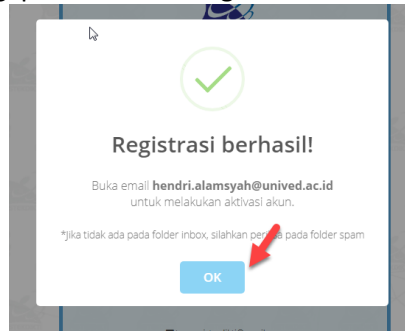 Registrasi berhasil!
Buka email hendri.alamsyah@unived.ac.id
untuk melakukan aktivasi akun.
*jika tidak ada pada folder inbox, silahkan periksa pada folder spam
OK